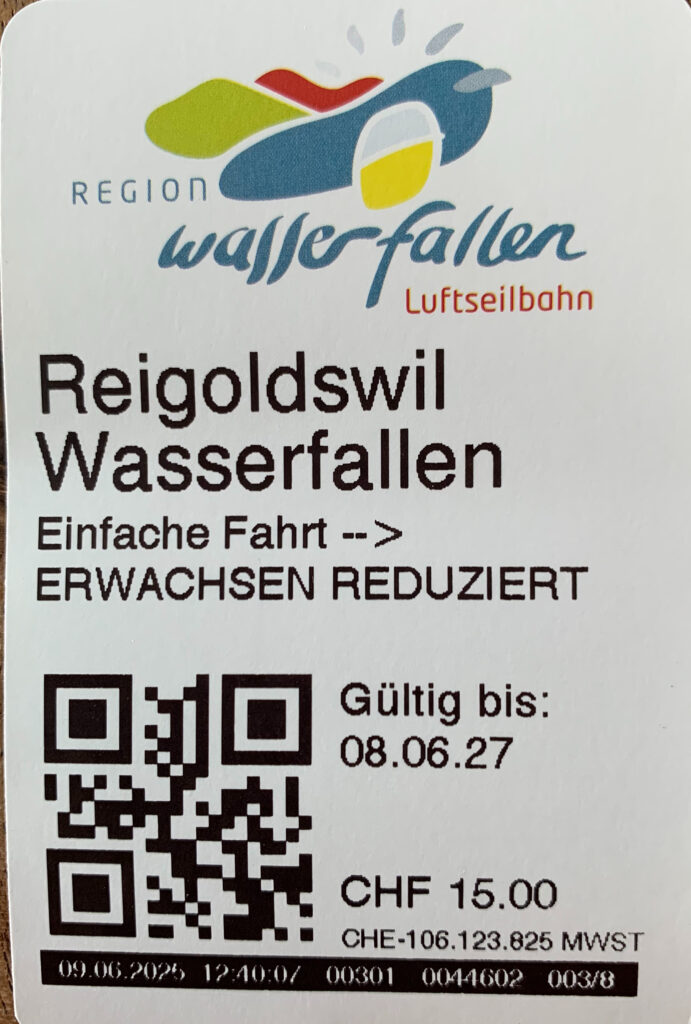 REGION
wasserfallen
Luftseilbahn
Reigoldswil
Wasserfallen
Einfache Fahrt -->
ERWACHSEN REDUZIERT
Gültig bis:
08.06.27
CHF 15.00
CHE-106.123.825 MWST
09.06.2025 12:40:07 00301 0044602 003/8